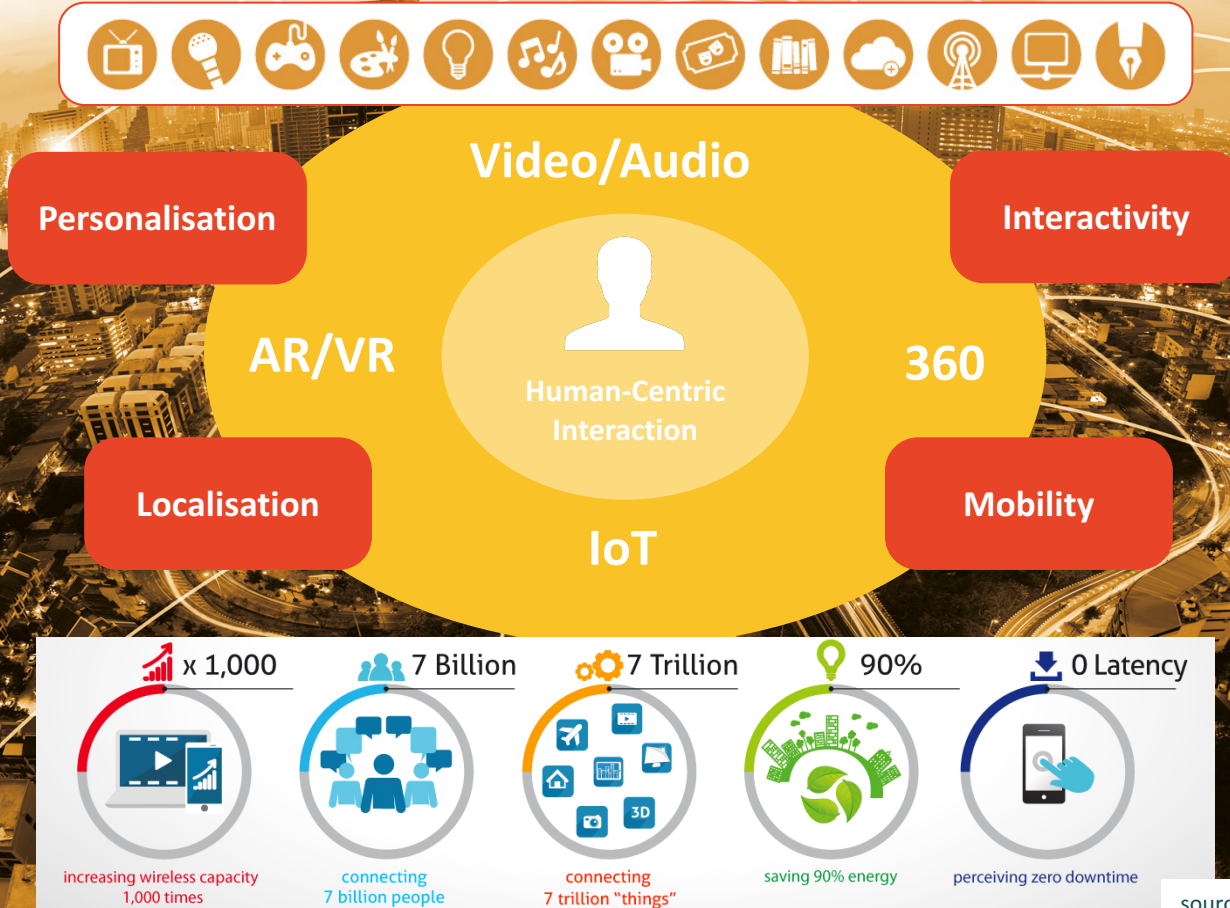 Video/Audio
Personalisation
Interactivity
AR/VR
360
Human-Centric
Interaction
Localisation
Mobility
IoT
x 1,000
7 Billion
7 Trillion
90%
0 Latency
3D
increasing wireless capacity
1,000 times
connecting
7 billion people
connecting
7 trillion "things"
saving 90% energy
perceiving zero downtime